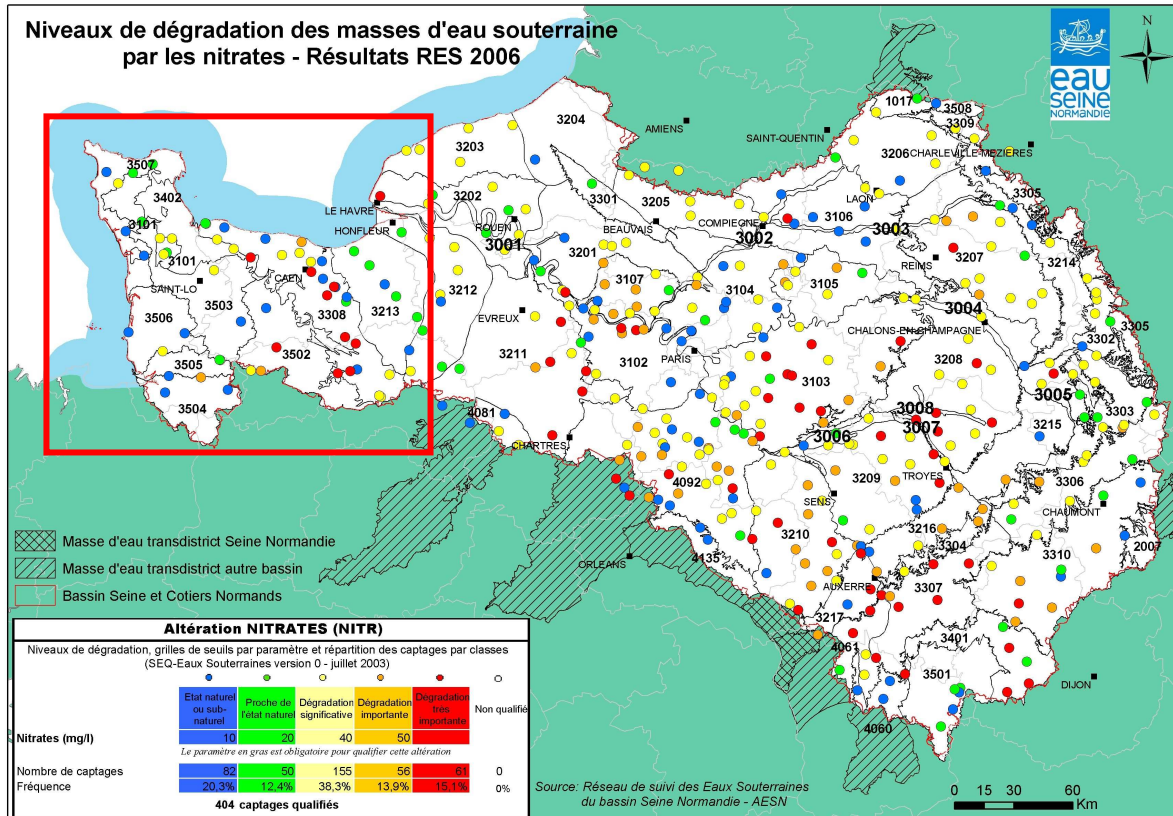 Niveaux de dégradation des masses d'eau souterraine
par les nitrates - Résultats RES 2006
eau
SEINE
NORMANDIE
N
AMIENS
SAINT-QUENTIN
CHARLEVILLE-MEZIERES
LAON
LE HAVRE
HONFLEUR
ROUEN
BEAUVAIS
COMPIEGNE
REIMS
CAEN
SAINT-LO
EVREUX
PARIS
CHALONS-EN-CHAMPAGNE
CHARTRES
TROYES
SENS
CHAUMONT
ORLEANS
AUXERRE
DIJON
1017
3508
3309
3204
3203
3206
3507
3402
3202
3301
3205
3305
3101
3101
3001
3002
3106
3003
3207
3214
3201
3107
3104
3105
3503
3212
3004
3305
3506
3308
3213
3211
3102
3302
3502
3103
3208
3505
3005
3504
4081
3008
3007
3303
3006
3215
4092
3209
3306
3210
3216
3304
2007
4135
3310
3307
3217
4061
3401
3501
4060
Masse d'eau transdistrict Seine Normandie
Masse d'eau transdistrict autre bassin
Bassin Seine et Cotiers Normands
Altération NITRATES (NITR)
Niveaux de dégradation, grilles de seuils par paramètre et répartition des captages par classes
(SEQ-Eaux Souterraines version 0 - juillet 2003)
Etat naturel ou sub-naturel Proche de l'état naturel Dégradation significative Dégradation importante Dégradation très importante Non qualifié
Nitrates (mg/l) 10 20 40 50
Le paramètre en gras est obligatoire pour qualifier cette altération
Nombre de captages 82 50 155 56 61 0
Fréquence 20,3% 12,4% 38,3% 13,9% 15,1% 0%
404 captages qualifiés
Source: Réseau de suivi des Eaux Souterraines
du bassin Seine Normandie - AESN
0 15 30 60
Km